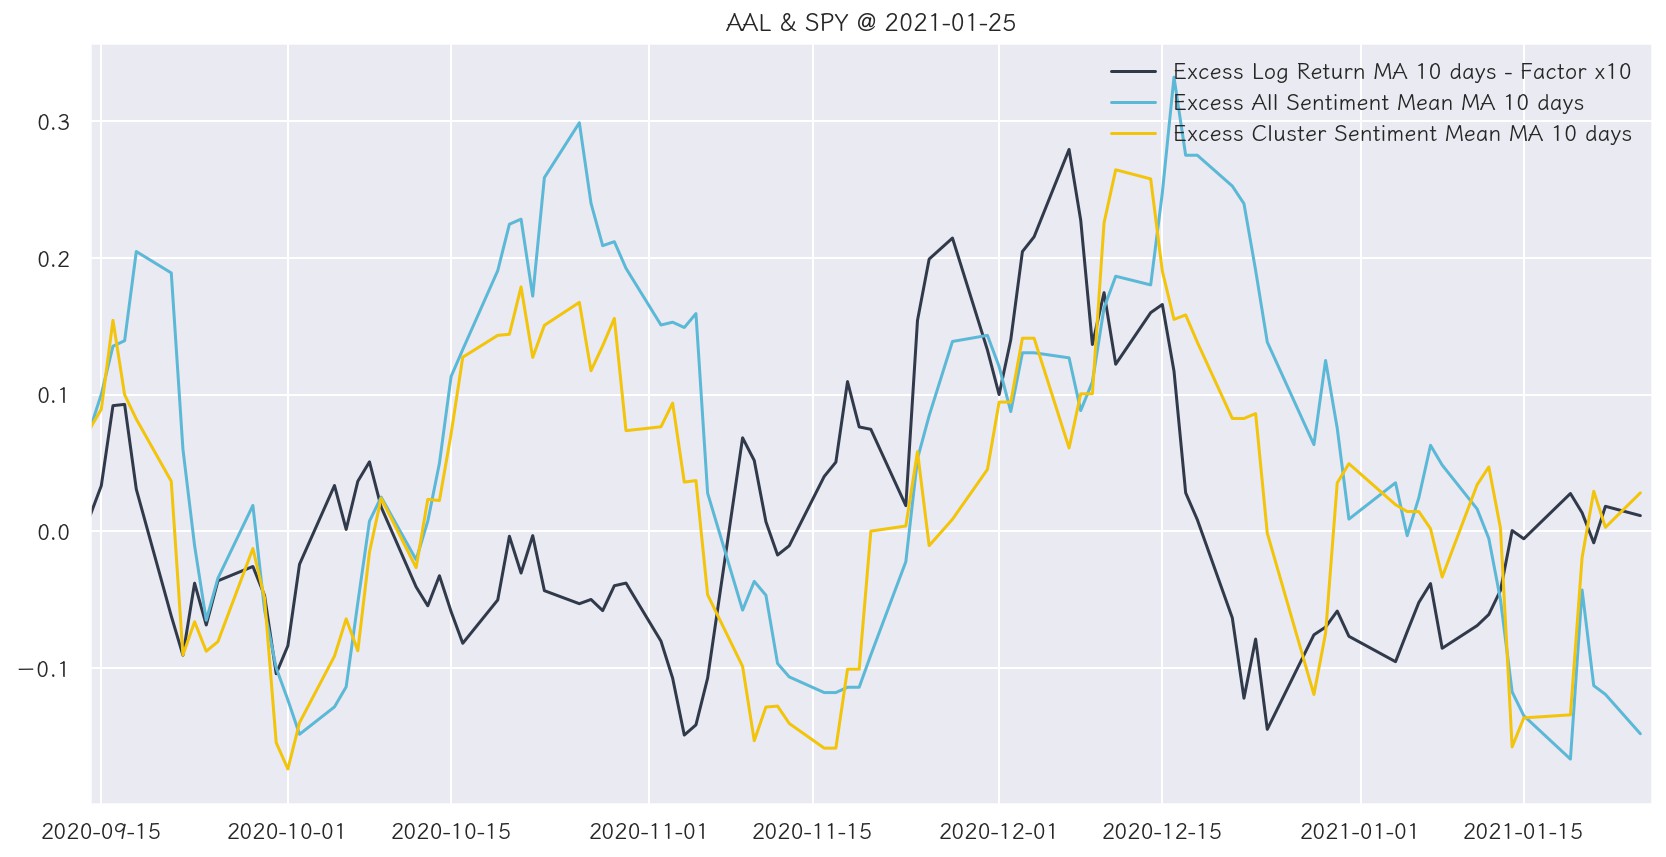 AAL & SPY @ 2021-01-25
Excess Log Return MA 10 days - Factor x10
Excess All Sentiment Mean MA 10 days
Excess Cluster Sentiment Mean MA 10 days
0.3
0.2
0.1
0.0
−0.1
2020-09-15 2020-10-01 2020-10-15 2020-11-01 2020-11-15 2020-12-01 2020-12-15 2021-01-01 2021-01-15